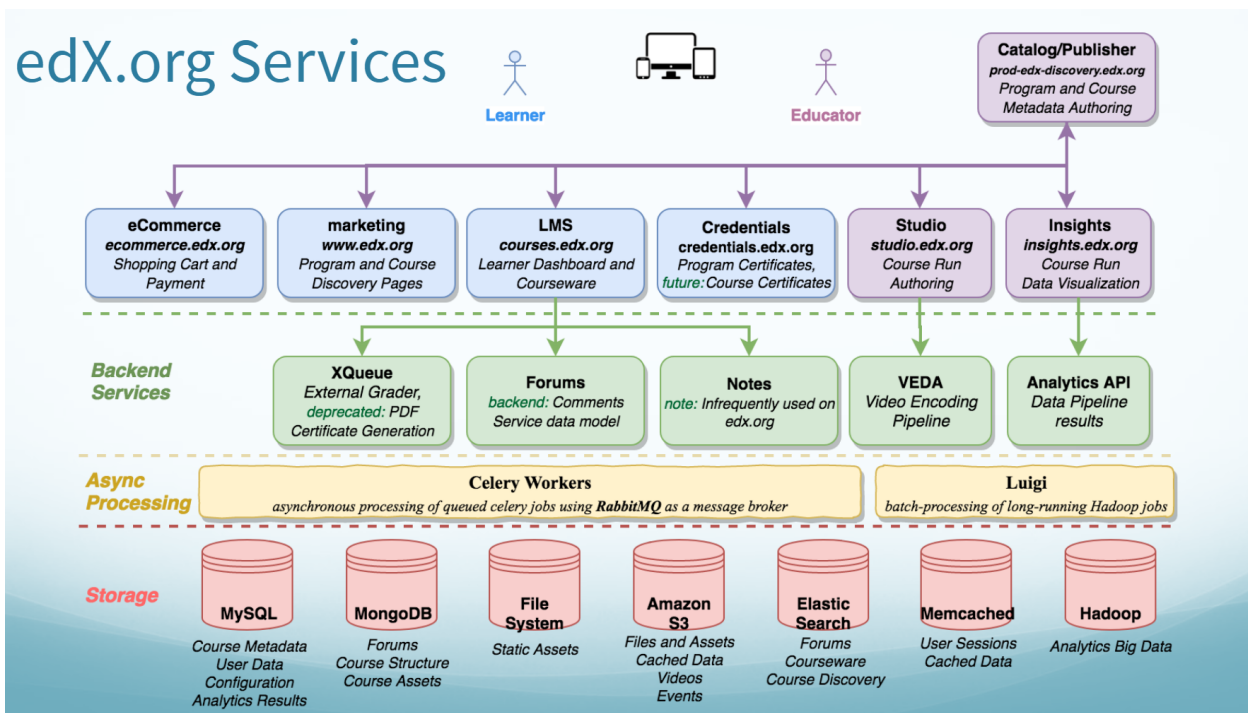 edX.org Services
Learner
Educator
Catalog/Publisher
prod-edx-discovery.edx.org
Program and Course
Metadata Authoring
eCommerce
ecommerce.edx.org
Shopping Cart and
Payment
marketing
www.edx.org
Program and Course
Discovery Pages
LMS
courses.edx.org
Learner Dashboard and
Courseware
Credentials
credentials.edx.org
Program Certificates,
future: Course Certificates
Studio
studio.edx.org
Course Run
Authoring
Insights
insights.edx.org
Course Run
Data Visualization
Backend
Services
XQueue
External Grader,
deprecated: PDF
Certificate Generation
Forums
backend: Comments
Service data model
Notes
note: Infrequently used on
edx.org
VEDA
Video Encoding
Pipeline
Analytics API
Data Pipeline
results
Async
Processing
Celery Workers
asynchronous processing of queued celery jobs using RabbitMQ as a message broker
Luigi
batch-processing of long-running Hadoop jobs
Storage
MySQL
Course Metadata
User Data
Configuration
Analytics Results
MongoDB
Forums
Course Structure
Course Assets
File
System
Static Assets
Amazon
S3
Files and Assets
Cached Data
Videos
Events
Elastic
Search
Forums
Courseware
Course Discovery
Memcached
User Sessions
Cached Data
Hadoop
Analytics Big Data